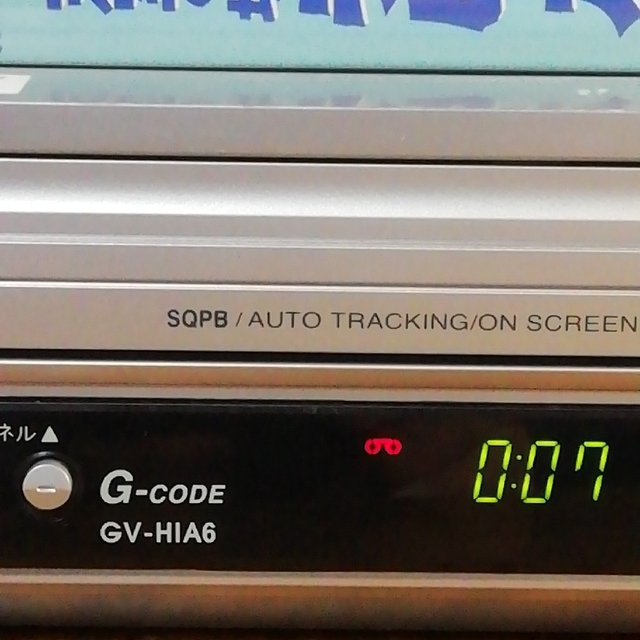 SQPB / AUTO TRACKING/ON SCREEN
ネル▲
G-CODE
GV-HIA6
0:07